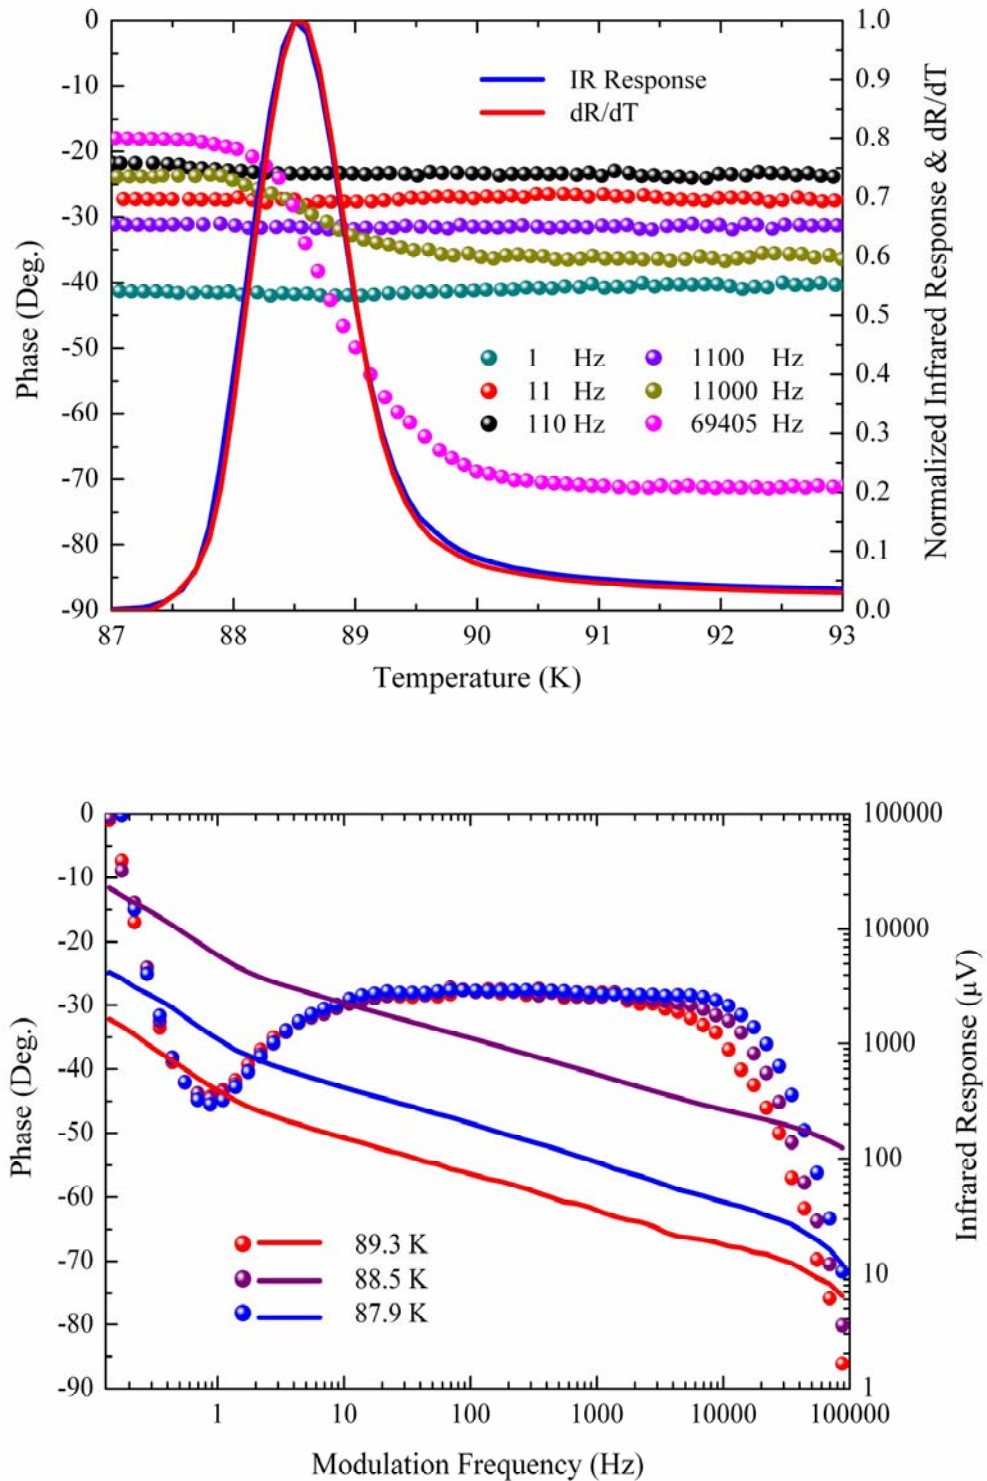 0
-10
-20
-30
-40
-50
-60
-70
-80
-90
Phase (Deg.)
1.0
0.9
0.8
0.7
0.6
0.5
0.4
0.3
0.2
0.1
0.0
Normalized Infrared Response & dR/dT
IR Response
dR/dT
1 Hz
11 Hz
110 Hz
1100 Hz
11000 Hz
69405 Hz
87 88 89 90 91 92 93
Temperature (K)
0
-10
-20
-30
-40
-50
-60
-70
-80
-90
Phase (Deg.)
100000
10000
1000
100
10
1
Infrared Response (µV)
89.3 K
88.5 K
87.9 K
1 10 100 1000 10000 100000
Modulation Frequency (Hz)